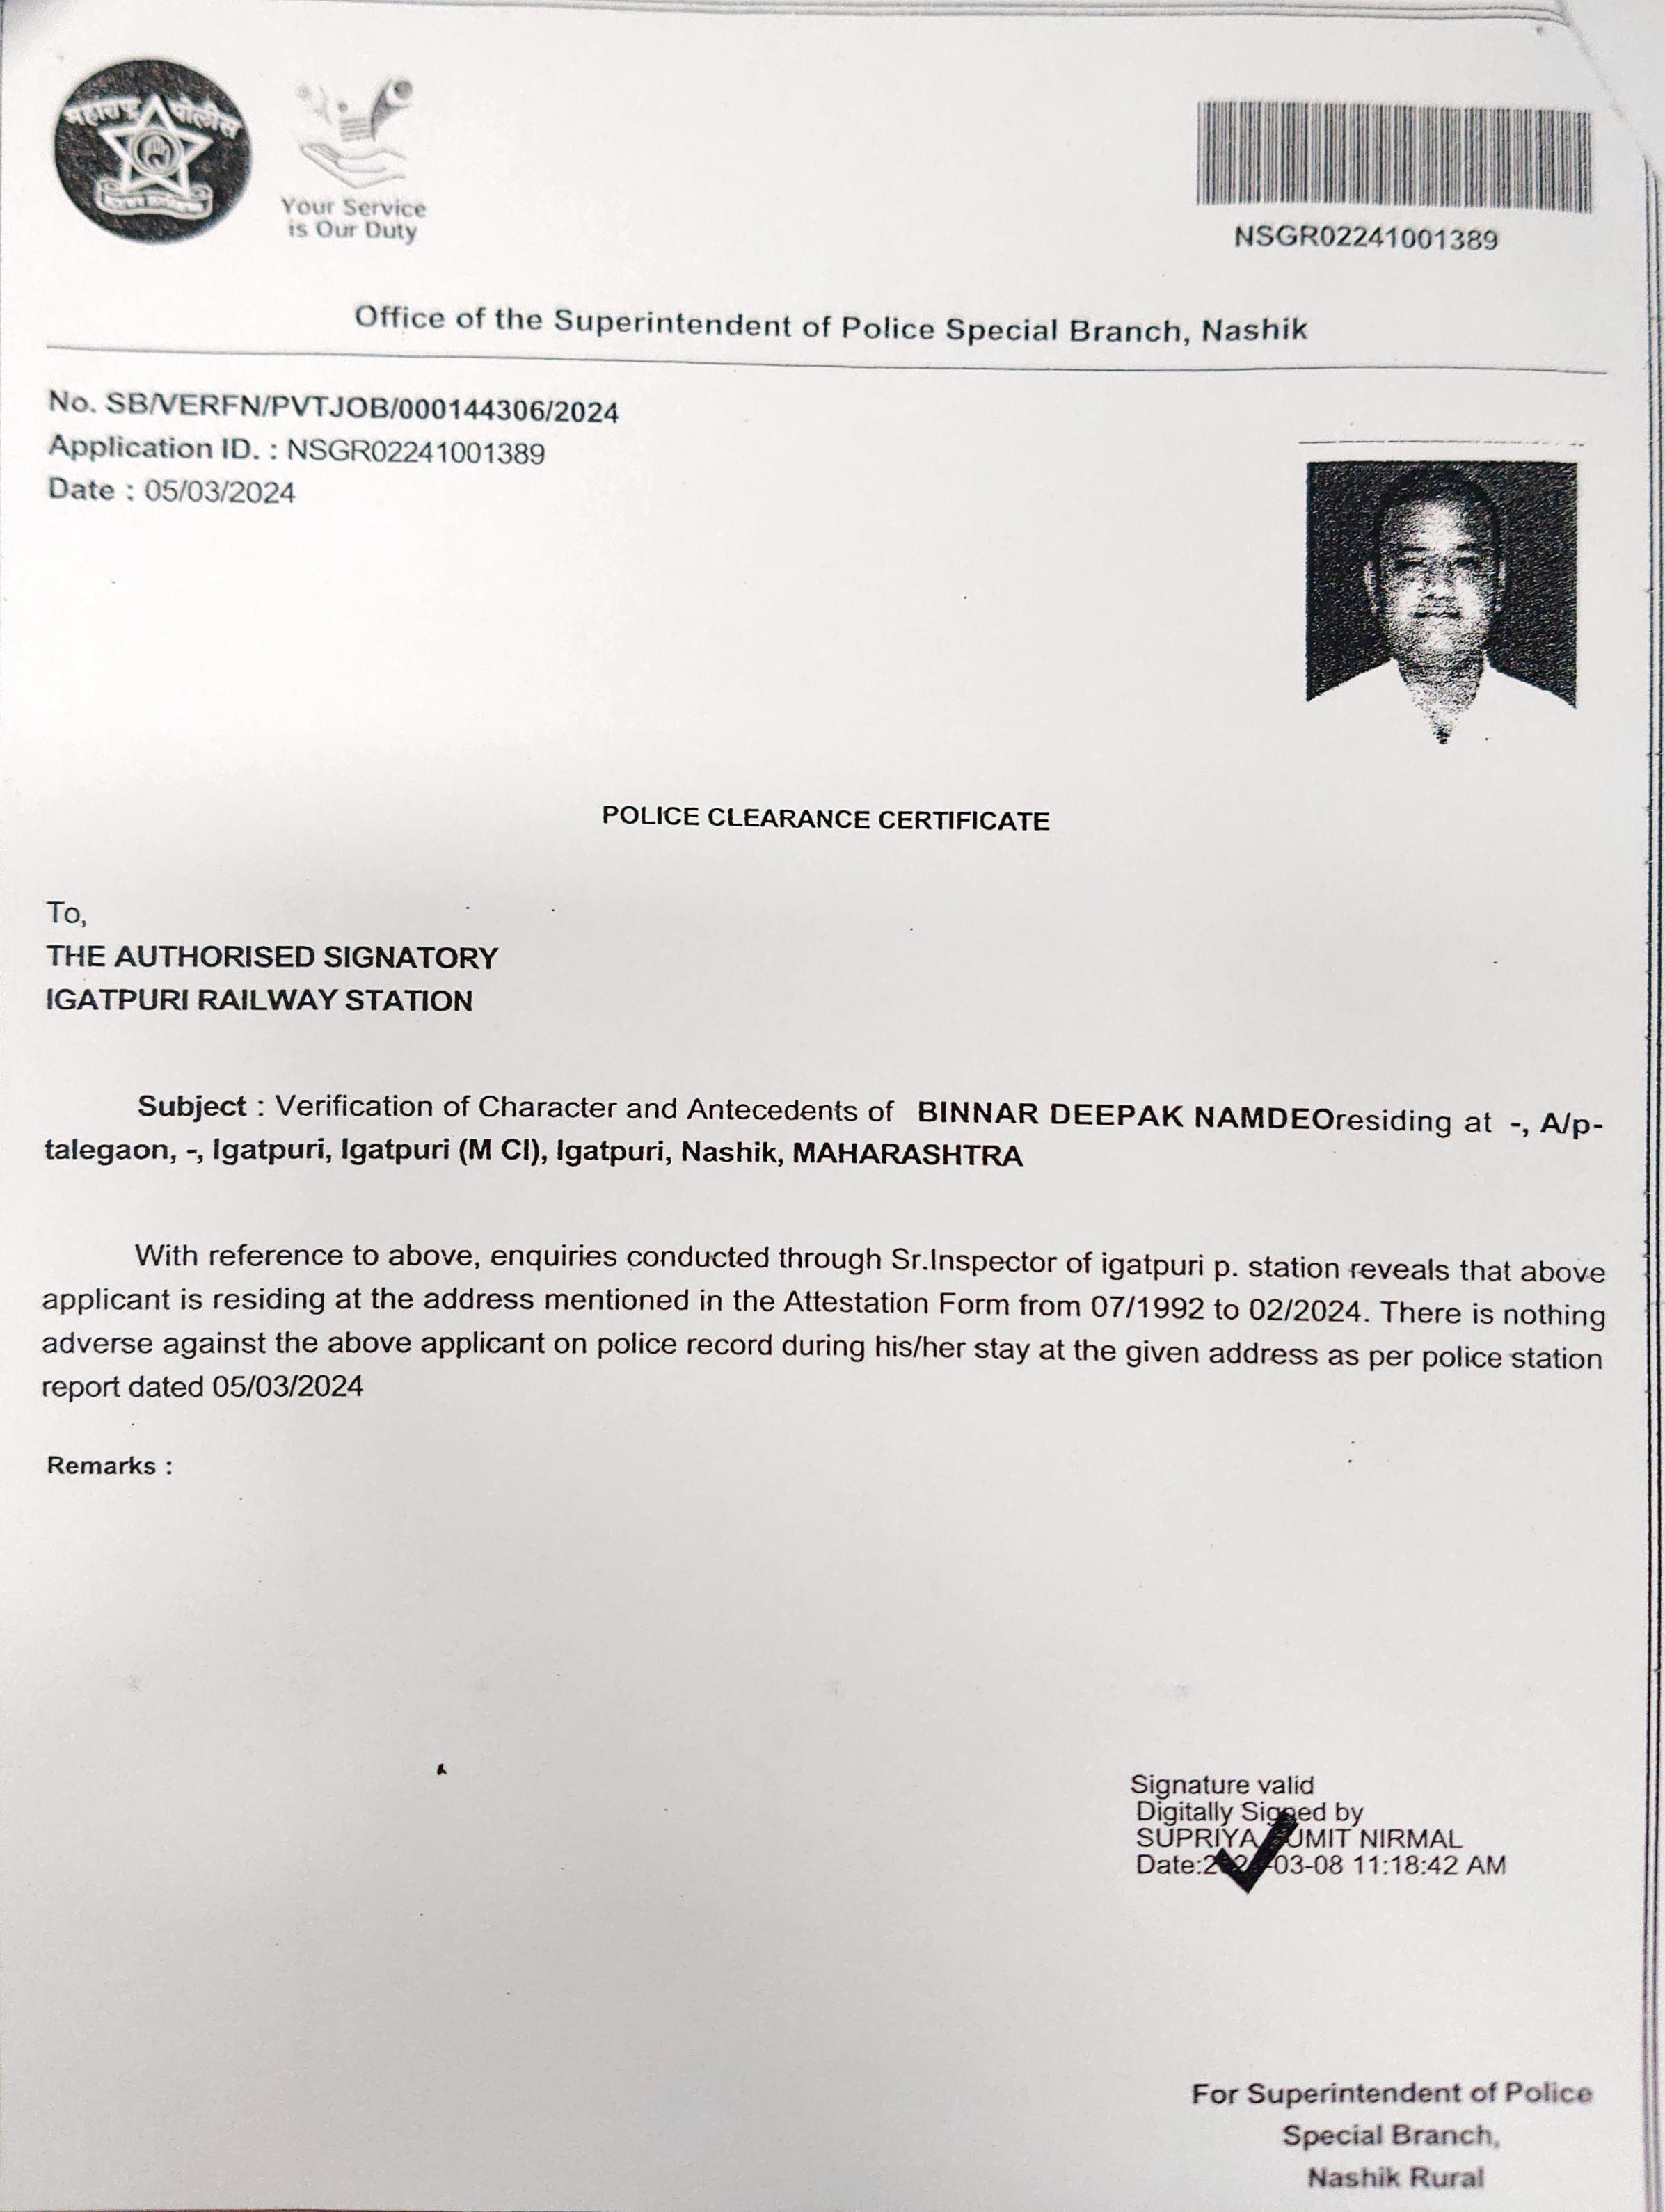 महाराष्ट्र पोलीस
Your Service
is Our Duty
NSGR02241001389
Office of the Superintendent of Police Special Branch, Nashik
No. SB/VERFN/PVTJOB/000144306/2024
Application ID. : NSGR02241001389
Date : 05/03/2024
POLICE CLEARANCE CERTIFICATE
To,
THE AUTHORISED SIGNATORY
IGATPURI RAILWAY STATION
Subject : Verification of Character and Antecedents of BINNAR DEEPAK NAMDEOresiding at -, A/p-
talegaon, -, Igatpuri, Igatpuri (M Cl), Igatpuri, Nashik, MAHARASHTRA
With reference to above, enquiries conducted through Sr.Inspector of igatpuri p. station reveals that above
applicant is residing at the address mentioned in the Attestation Form from 07/1992 to 02/2024. There is nothing
adverse against the above applicant on police record during his/her stay at the given address as per police station
report dated 05/03/2024
Remarks :
Signature valid
Digitally Signed by
SUPRIYA SUMIT NIRMAL
Date:2024-03-08 11:18:42 AM
For Superintendent of Police
Special Branch,
Nashik Rural